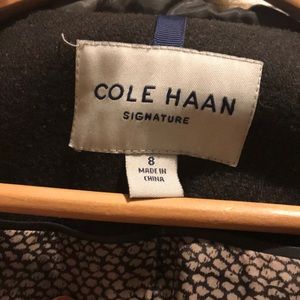 COLE HAAN
SIGNATURE
8
MADE IN
CHINA